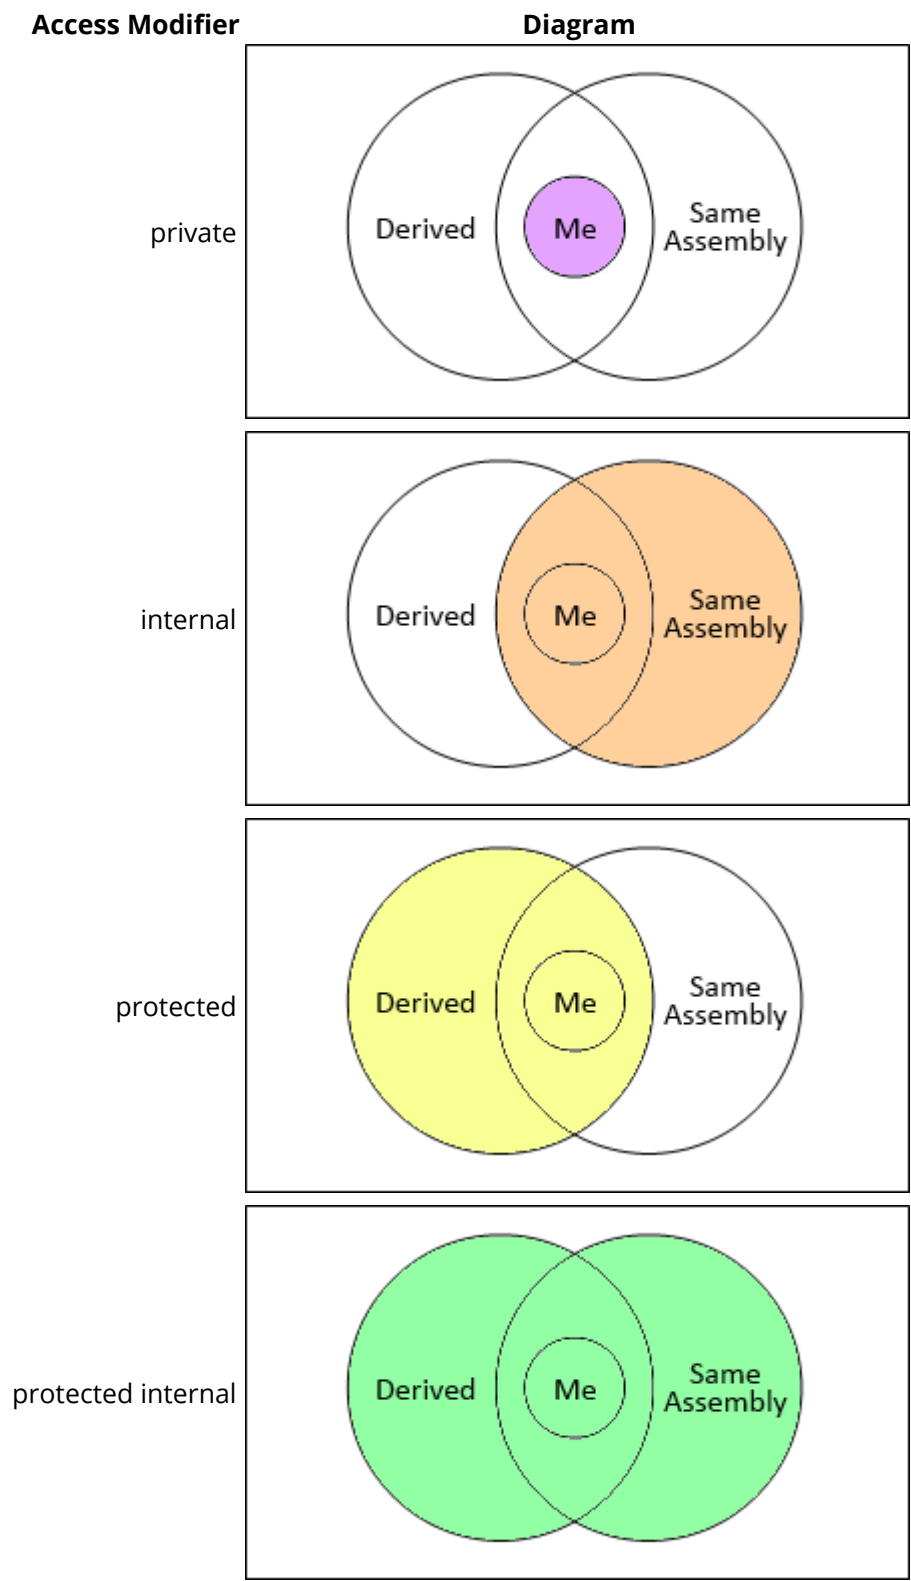 Access Modifier Diagram
private
Derived Me Same
Assembly
internal
Derived Me Same
Assembly
protected
Derived Me Same
Assembly
protected internal
Derived Me Same
Assembly